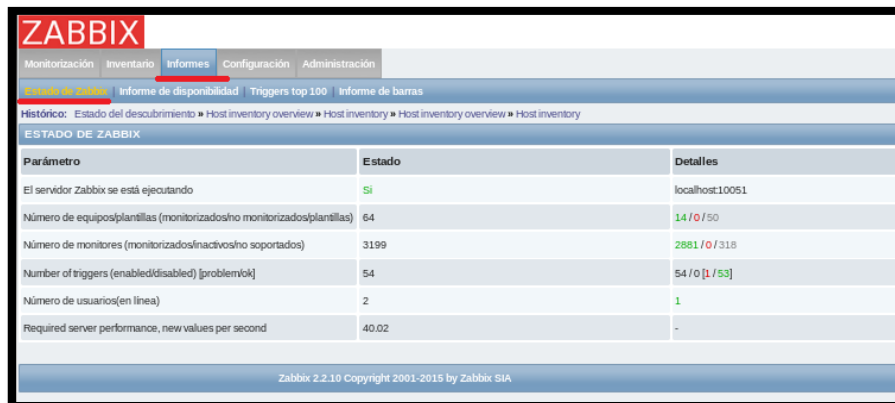 ZABBIX
Monitorización Inventario Informes Configuración Administración
Estado de Zabbix | Informe de disponibilidad | Triggers top 100 | Informe de barras
Histórico: Estado del descubrimiento » Host inventory overview » Host inventory » Host inventory overview » Host inventory
ESTADO DE ZABBIX
Parámetro Estado Detalles
El servidor Zabbix se está ejecutando Si localhost:10051
Número de equipos/plantillas (monitorizados/no monitorizados/plantillas) 64 14 / 0 / 50
Número de monitores (monitorizados/inactivos/no soportados) 3199 2881 / 0 / 318
Number of triggers (enabled/disabled) [problem/ok] 54 54 / 0 [1 / 53]
Número de usuarios(en línea) 2 1
Required server performance, new values per second 40.02 -
Zabbix 2.2.10 Copyright 2001-2015 by Zabbix SIA